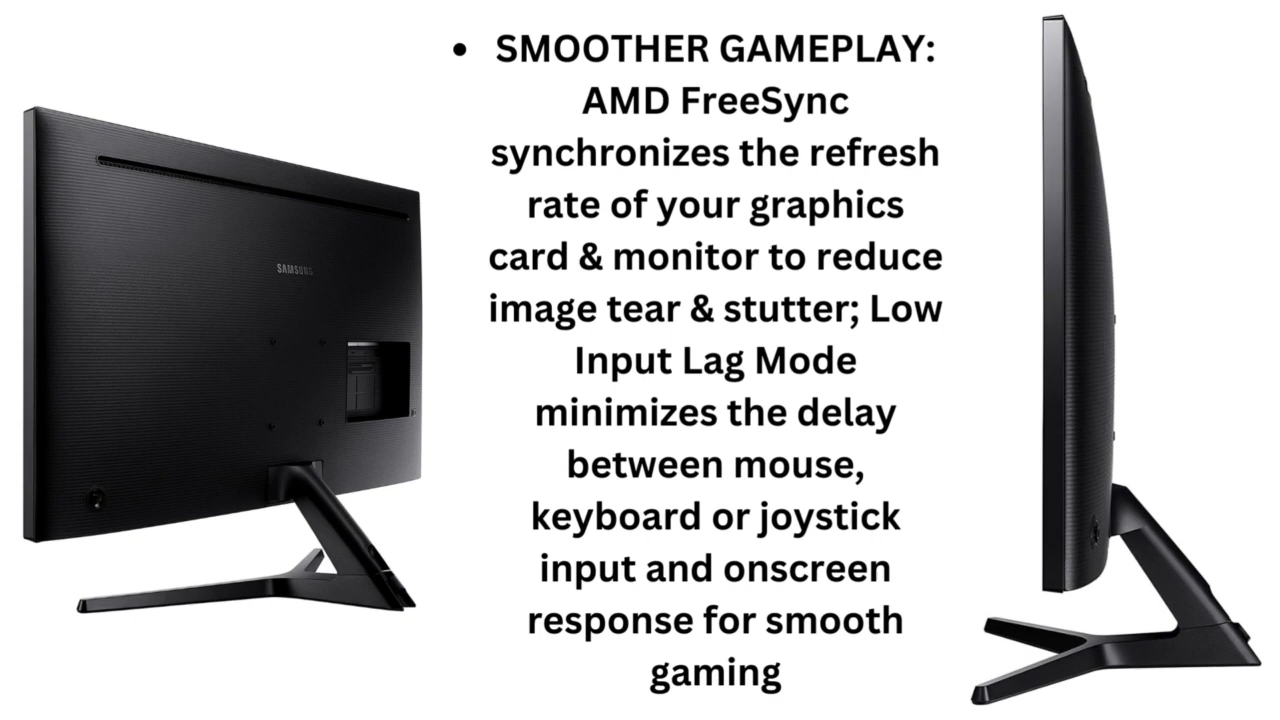 SAMSUNG
• SMOOTHER GAMEPLAY:
AMD FreeSync
synchronizes the refresh
rate of your graphics
card & monitor to reduce
image tear & stutter; Low
Input Lag Mode
minimizes the delay
between mouse,
keyboard or joystick
input and onscreen
response for smooth
gaming